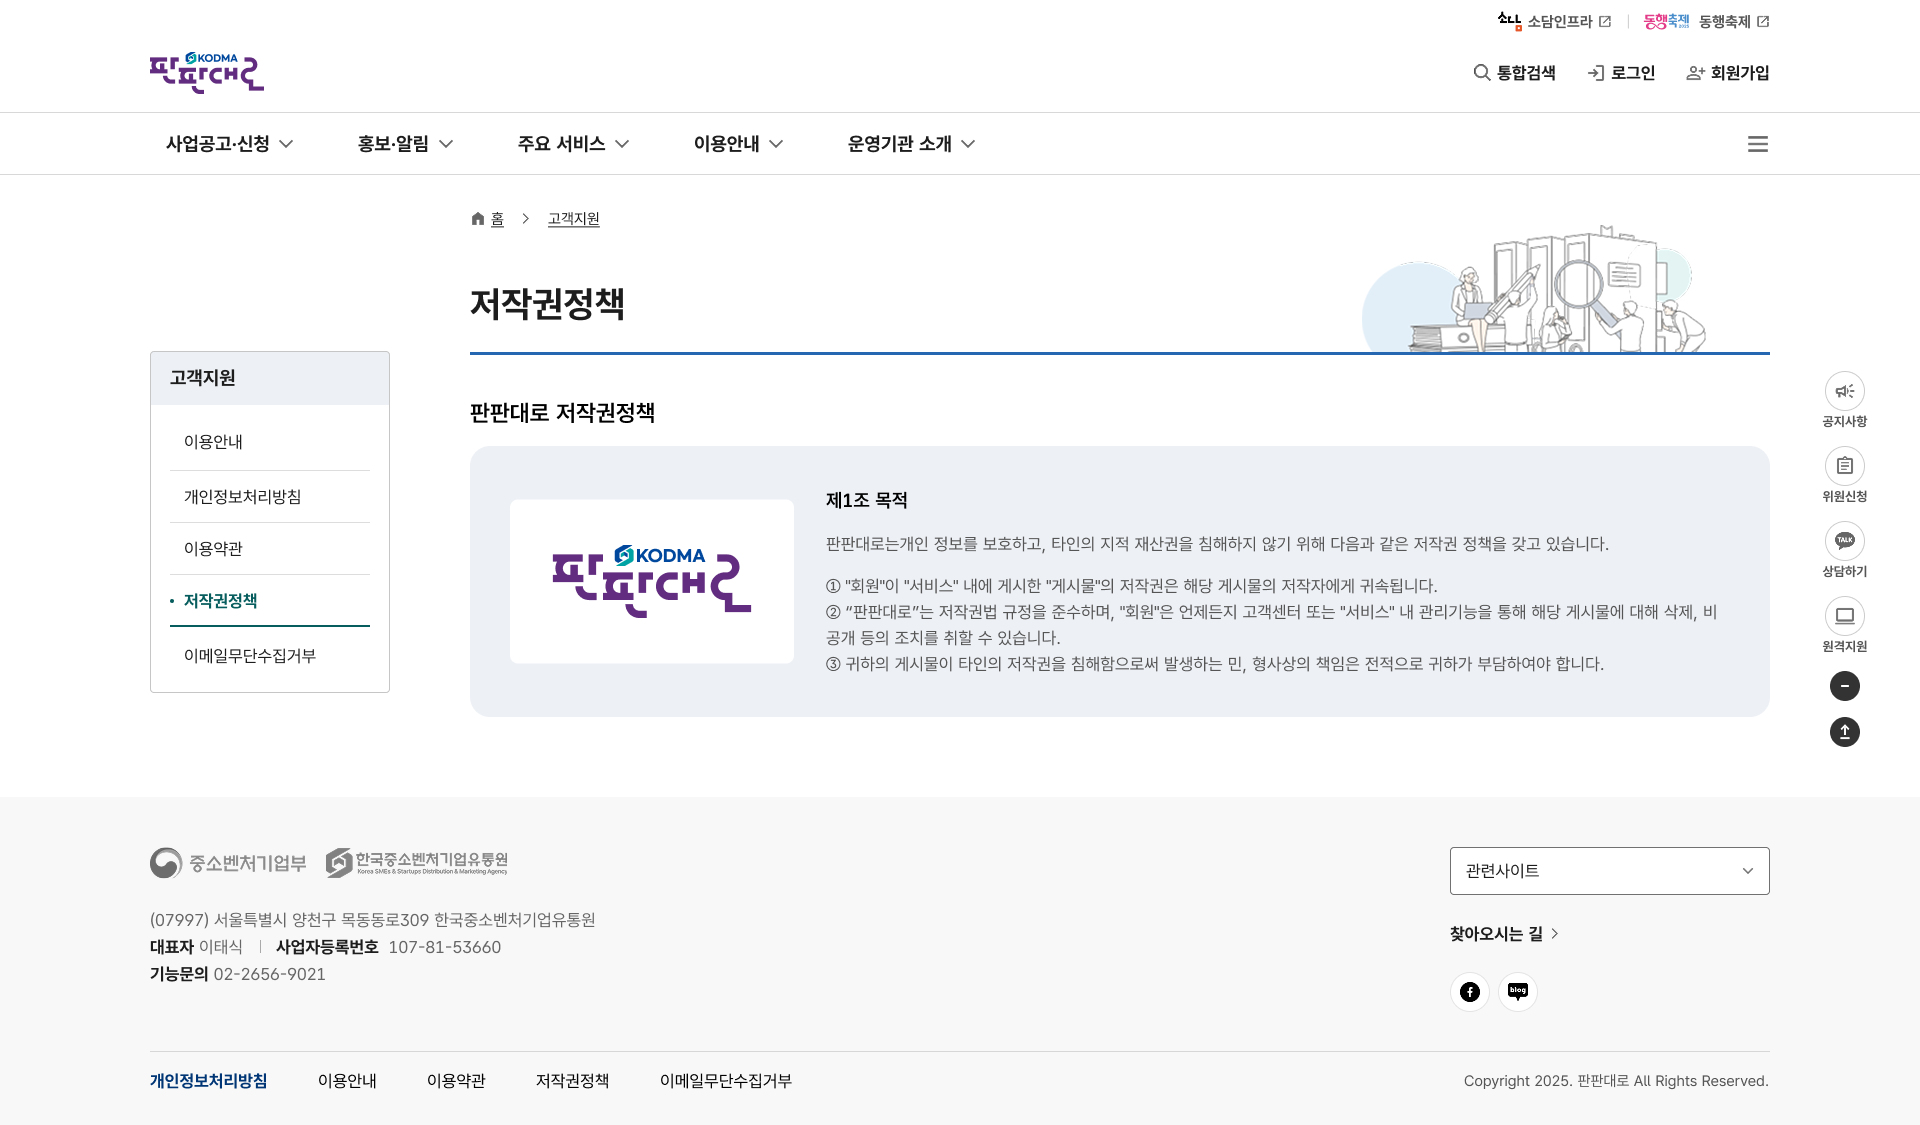 소담인프라
동행축제 2025 동행축제
KODMA
판판대로
통합검색
로그인
회원가입
사업공고·신청
홍보·알림
주요 서비스
이용안내
운영기관 소개
홈
고객지원
저작권정책
고객지원
이용안내
개인정보처리방침
이용약관
저작권정책
이메일무단수집거부
판판대로 저작권정책
KODMA
판판대로
제1조 목적
판판대로는개인 정보를 보호하고, 타인의 지적 재산권을 침해하지 않기 위해 다음과 같은 저작권 정책을 갖고 있습니다.
① "회원"이 "서비스" 내에 게시한 "게시물"의 저작권은 해당 게시물의 저작자에게 귀속됩니다.
② “판판대로”는 저작권법 규정을 준수하며, "회원"은 언제든지 고객센터 또는 "서비스" 내 관리기능을 통해 해당 게시물에 대해 삭제, 비
공개 등의 조치를 취할 수 있습니다.
③ 귀하의 게시물이 타인의 저작권을 침해함으로써 발생하는 민, 형사상의 책임은 전적으로 귀하가 부담하여야 합니다.
공지사항
위원신청
TALK
상담하기
원격지원
중소벤처기업부
한국중소벤처기업유통원
Korea SMEs & Startups Distribution & Marketing Agency
(07997) 서울특별시 양천구 목동동로309 한국중소벤처기업유통원
대표자 이태식
사업자등록번호 107-81-53660
기능문의 02-2656-9021
관련사이트
찾아오시는 길
blog
개인정보처리방침
이용안내
이용약관
저작권정책
이메일무단수집거부
Copyright 2025. 판판대로 All Rights Reserved.